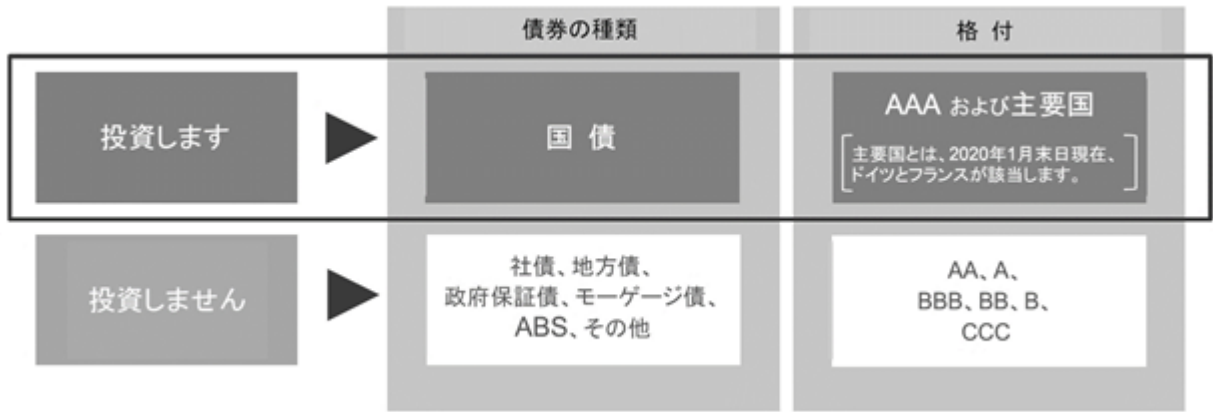 債券の種類
格 付
投資します
国 債
AAA および主要国
主要国とは、2020年1月末日現在、
ドイツとフランスが該当します。
投資しません
社債、地方債、
政府保証債、モーゲージ債、
ABS、その他
AA、A、
BBB、BB、B、
CCC